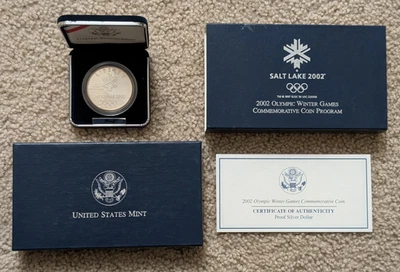 SALT LAKE 2002
2002 OLYMPIC WINTER GAMES
COMMEMORATIVE COIN PROGRAM
UNITED STATES MINT
2002 Olympic Winter Games Commemorative Coin
CERTIFICATE OF AUTHENTICITY
Proof Silver Dollar